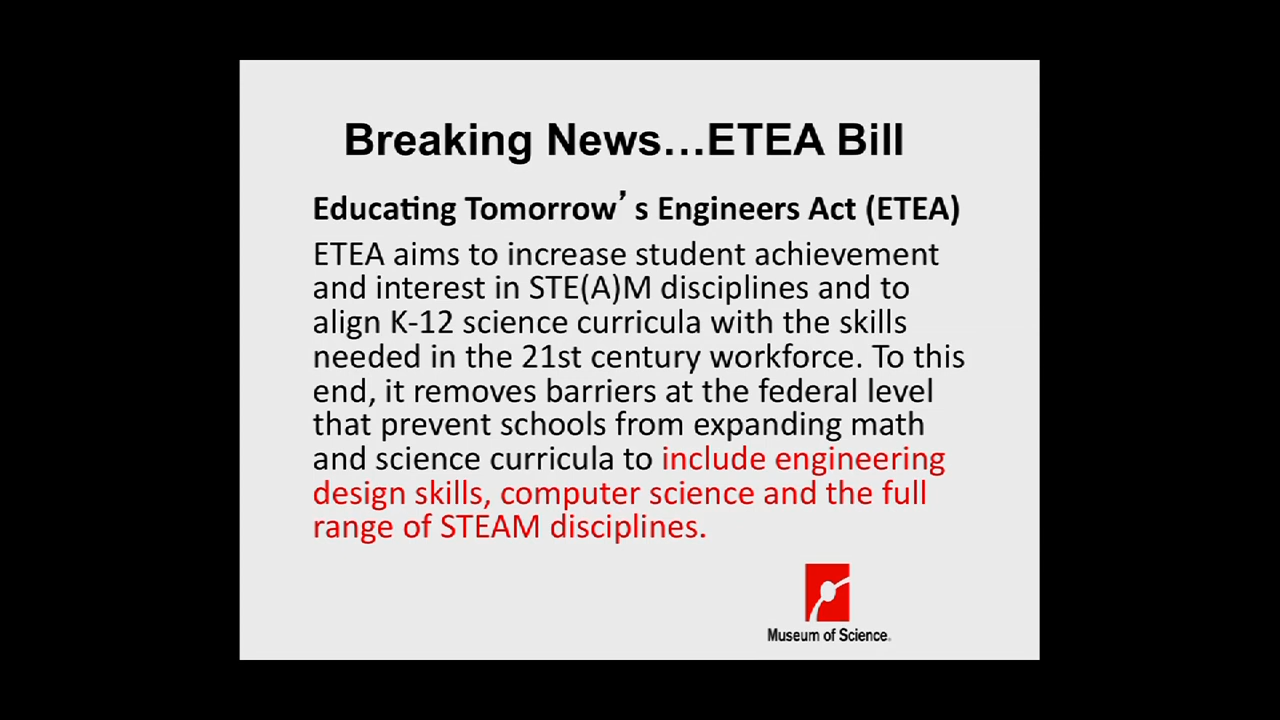 Breaking News...ETEA Bill
Educating Tomorrow's Engineers Act (ETEA)
ETEA aims to increase student achievement
and interest in STE(A)M disciplines and to
align K-12 science curricula with the skills
needed in the 21st century workforce. To this
end, it removes barriers at the federal level
that prevent schools from expanding math
and science curricula to include engineering
design skills, computer science and the full
range of STEAM disciplines.
Museum of Science.